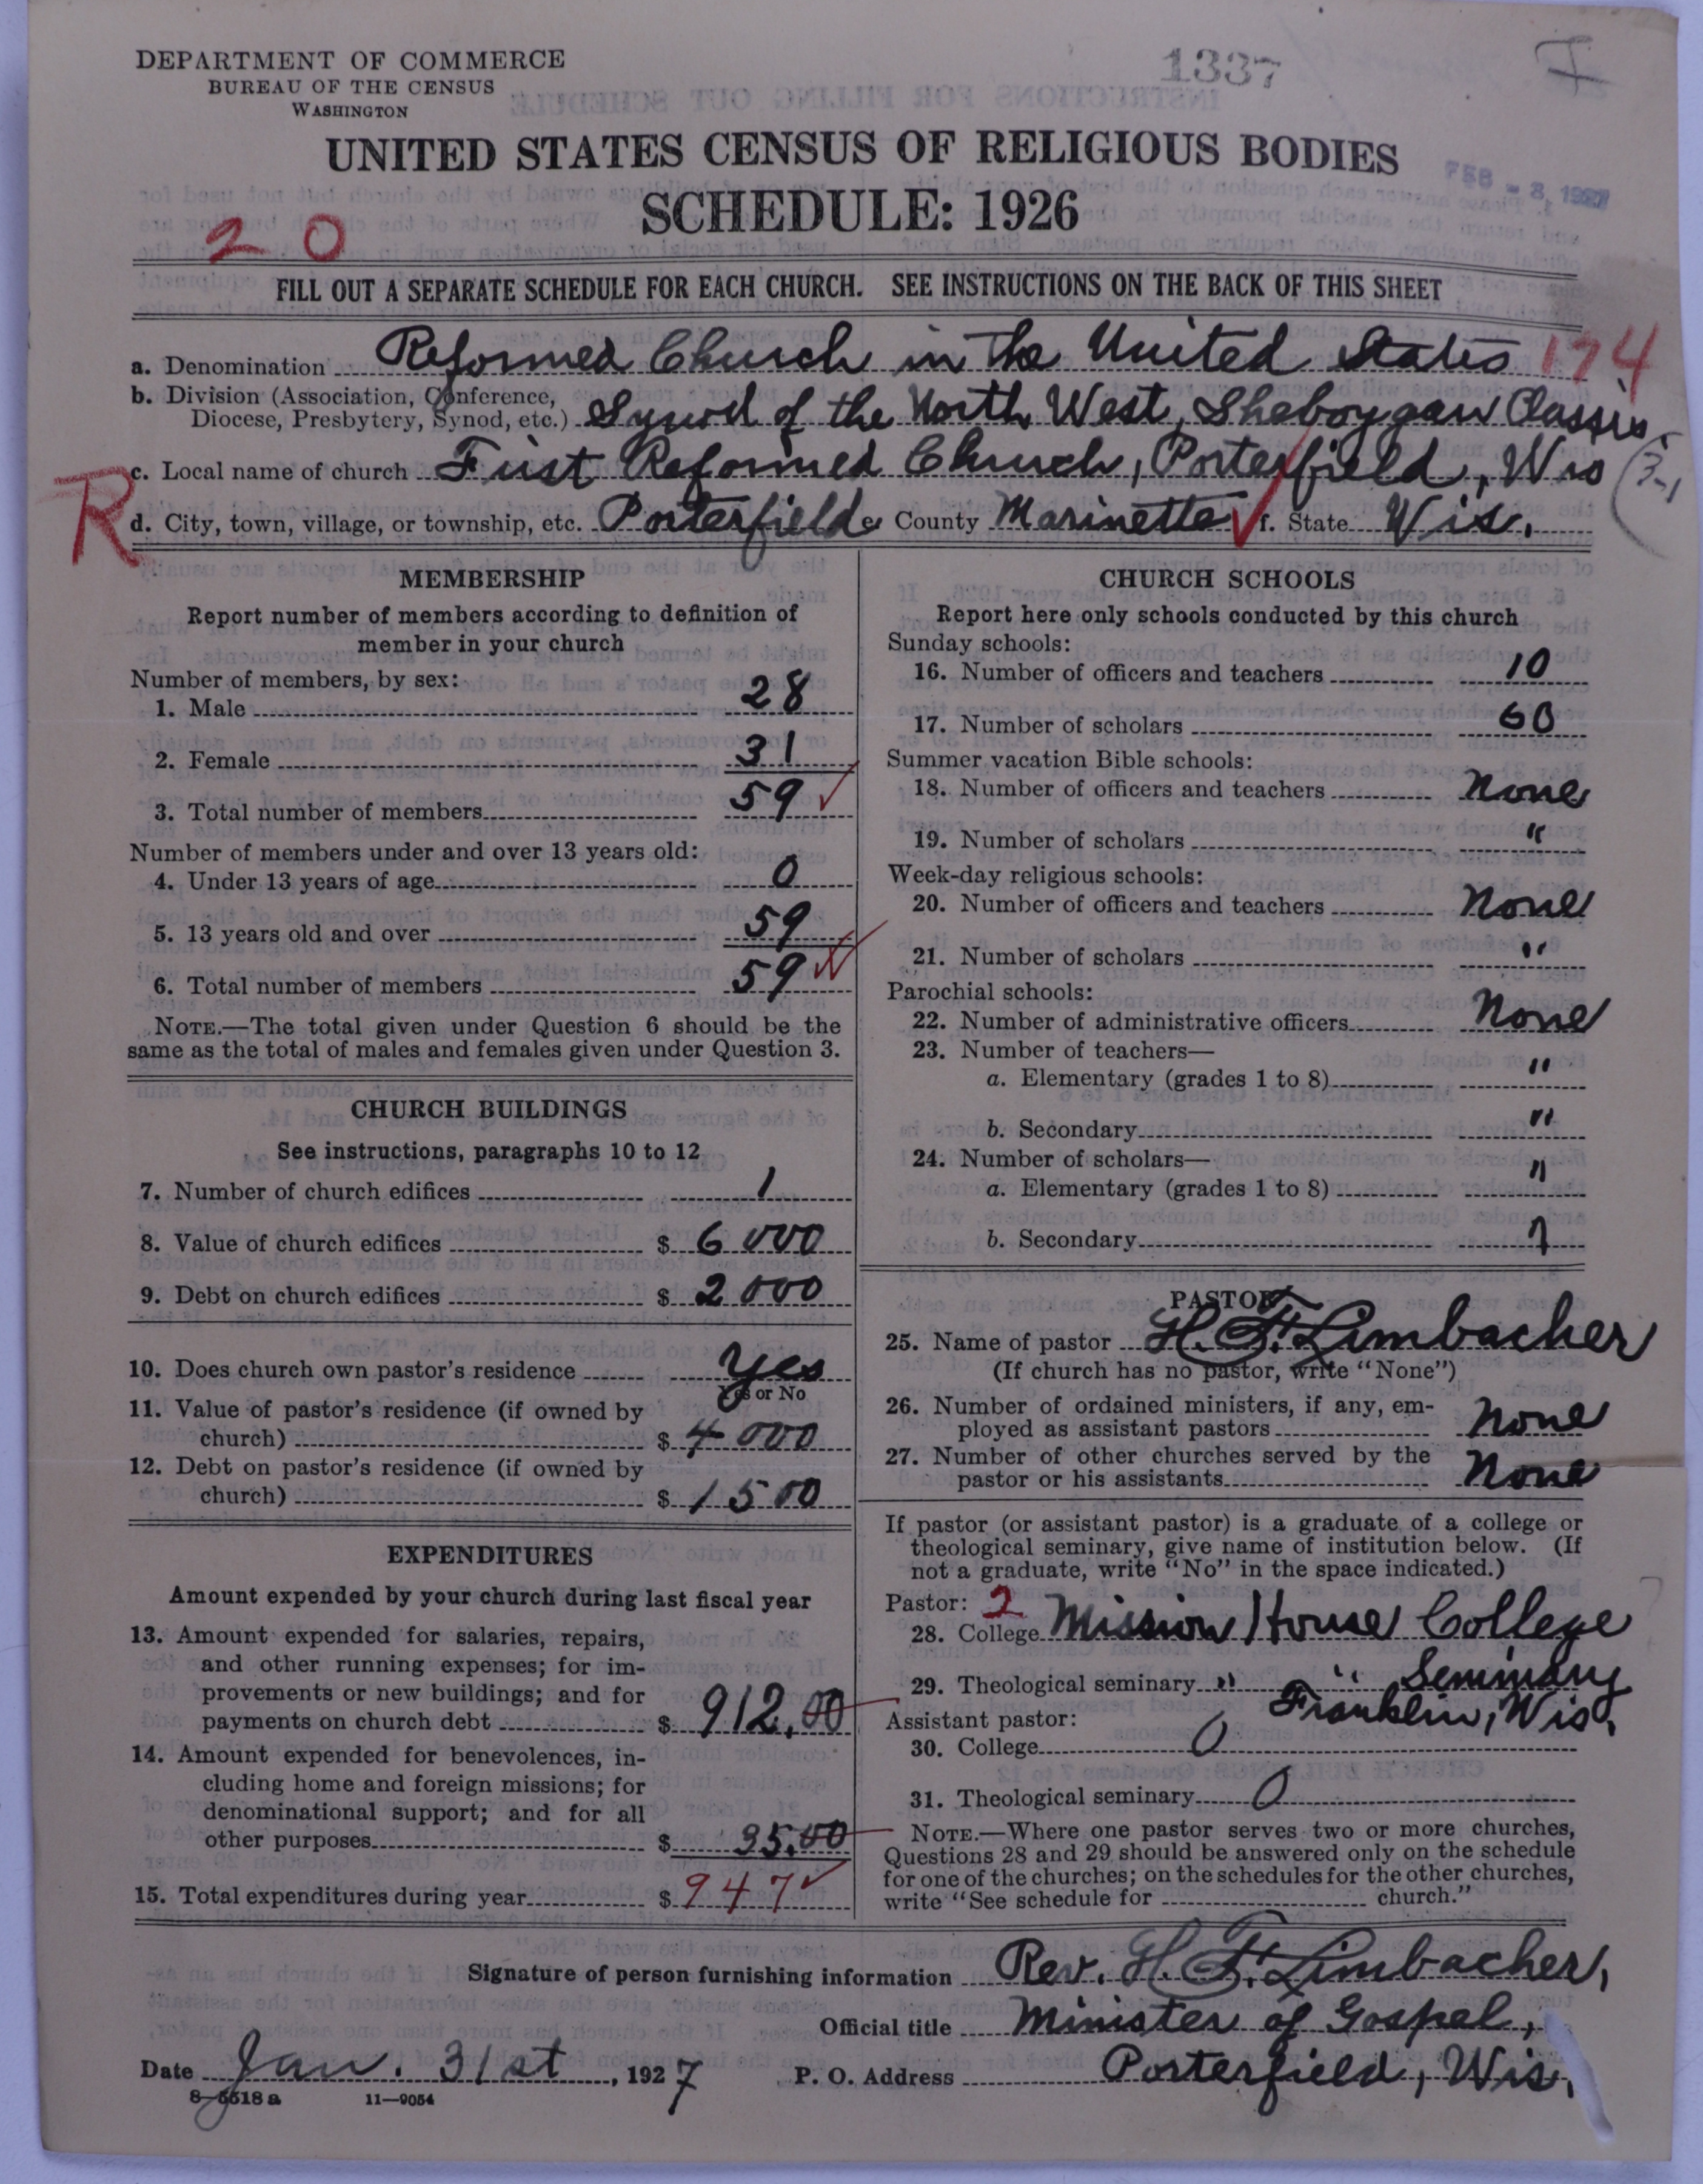 DEPARTMENT OF COMMERCE
BUREAU OF THE CENSUS
WASHINGTON
1337
UNITED STATES CENSUS OF RELIGIOUS BODIES
SCHEDULE: 1926
FEB - 3, 1927
20
FILL OUT A SEPARATE SCHEDULE FOR EACH CHURCH. SEE INSTRUCTIONS ON THE BACK OF THIS SHEET
a. Denomination Reformed Church in the United States 174
b. Division (Association, Conference,
Diocese, Presbytery, Synod, etc.) Synod of the North West, Sheboygan Classis
c. Local name of church First Reformed Church, Porterfield, Wis
R
d. City, town, village, or township, etc. Porterfield e. County Marinette f. State Wis.
MEMBERSHIP
Report number of members according to definition of
member in your church
Number of members, by sex:
1. Male 28
2. Female 31
3. Total number of members 59
Number of members under and over 13 years old:
4. Under 13 years of age 0
5. 13 years old and over 59
6. Total number of members 59
NOTE.—The total given under Question 6 should be the
same as the total of males and females given under Question 3.
CHURCH BUILDINGS
See instructions, paragraphs 10 to 12
7. Number of church edifices 1
8. Value of church edifices $ 6000
9. Debt on church edifices $ 2000
10. Does church own pastor's residence Yes
Yes or No
11. Value of pastor's residence (if owned by
church) $ 4000
12. Debt on pastor's residence (if owned by
church) $ 1500
EXPENDITURES
Amount expended by your church during last fiscal year
13. Amount expended for salaries, repairs,
and other running expenses; for im-
provements or new buildings; and for
payments on church debt $ 912.00
14. Amount expended for benevolences, in-
cluding home and foreign missions; for
denominational support; and for all
other purposes $ 35.00
15. Total expenditures during year $ 947
CHURCH SCHOOLS
Report here only schools conducted by this church
Sunday schools:
16. Number of officers and teachers 10
17. Number of scholars 60
Summer vacation Bible schools:
18. Number of officers and teachers None
19. Number of scholars "
Week-day religious schools:
20. Number of officers and teachers None
21. Number of scholars "
Parochial schools:
22. Number of administrative officers None
23. Number of teachers—
a. Elementary (grades 1 to 8) "
b. Secondary "
24. Number of scholars—
a. Elementary (grades 1 to 8) "
b. Secondary "
PASTOR
25. Name of pastor H. F. Limbacher
(If church has no pastor, write "None")
26. Number of ordained ministers, if any, em-
ployed as assistant pastors None
27. Number of other churches served by the
pastor or his assistants None
If pastor (or assistant pastor) is a graduate of a college or
theological seminary, give name of institution below. (If
not a graduate, write "No" in the space indicated.)
Pastor: 2
28. College Mission House College
29. Theological seminary " " Seminary
Franklin, Wis.
Assistant pastor:
30. College 0
31. Theological seminary 0
NOTE.—Where one pastor serves two or more churches,
Questions 28 and 29 should be answered only on the schedule
for one of the churches; on the schedules for the other churches,
write "See schedule for church."
Signature of person furnishing information Rev. H. F. Limbacher,
Official title Minister of Gospel,
Date Jan. 31st, 1927 P. O. Address Porterfield, Wis.
8-5518 a 11-9054